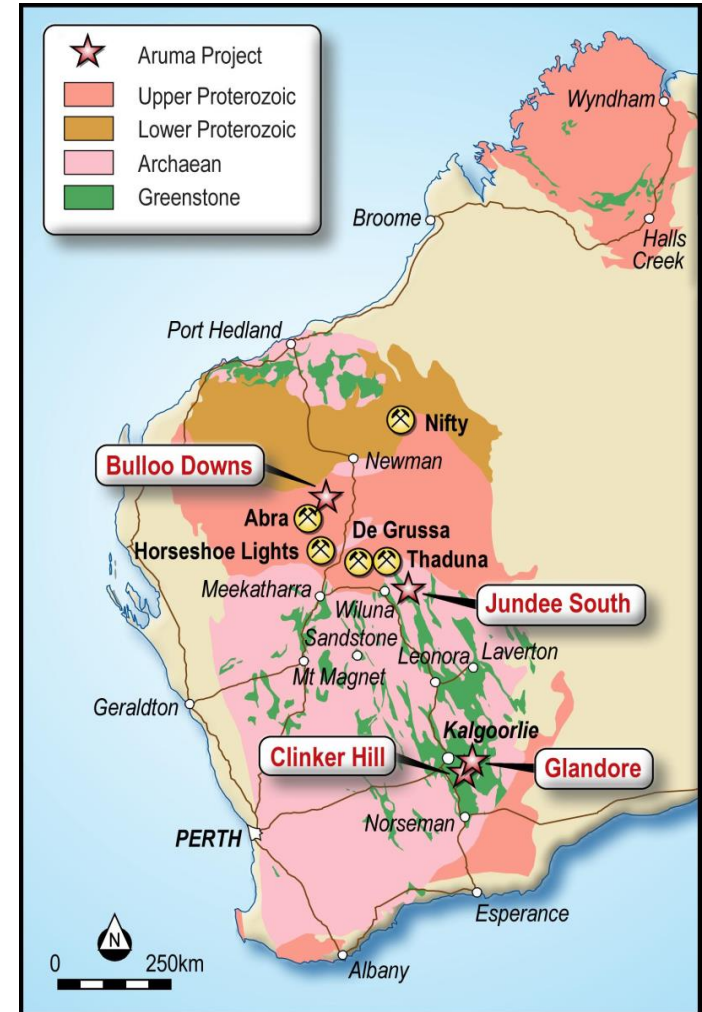 Aruma Project
Upper Proterozoic
Lower Proterozoic
Archaean
Greenstone
Wyndham
Broome
Halls
Creek
Port Hedland
Nifty
Newman
Bulloo Downs
Abra
De Grussa
Horseshoe Lights
Thaduna
Meekatharra
Wiluna
Jundee South
Sandstone
Leonora
Laverton
Mt Magnet
Geraldton
Kalgoorlie
Clinker Hill
Glandore
Norseman
PERTH
Esperance
N
0 250km
Albany